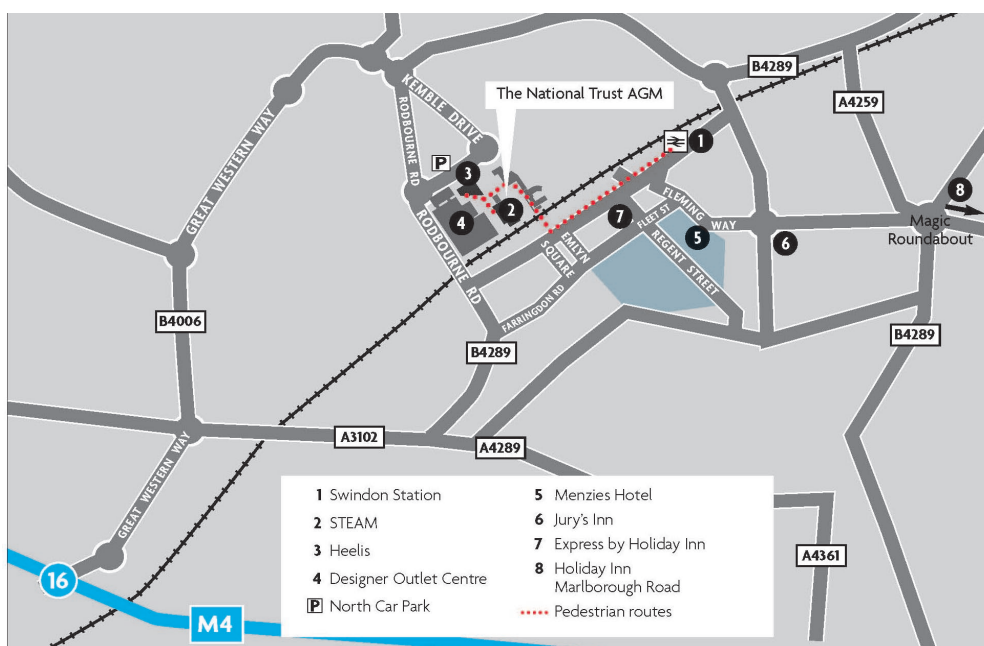 B4289
A4259
The National Trust AGM
KEMBLE DRIVE
RODBOURNE RD
GREAT WESTERN WAY
P
3
1
8
2
4
7
FLEMING
WAY
FLEET ST
5
6
Magic
Roundabout
REGENT STREET
EMLYN
SQUARE
RODBOURNE RD
FARRINGDON RD
B4006
B4289
B4289
A3102
A4289
GREAT WESTERN WAY
A4361
16
M4
1 Swindon Station
2 STEAM
3 Heelis
4 Designer Outlet Centre
P North Car Park
5 Menzies Hotel
6 Jury's Inn
7 Express by Holiday Inn
8 Holiday Inn
Marlborough Road
Pedestrian routes